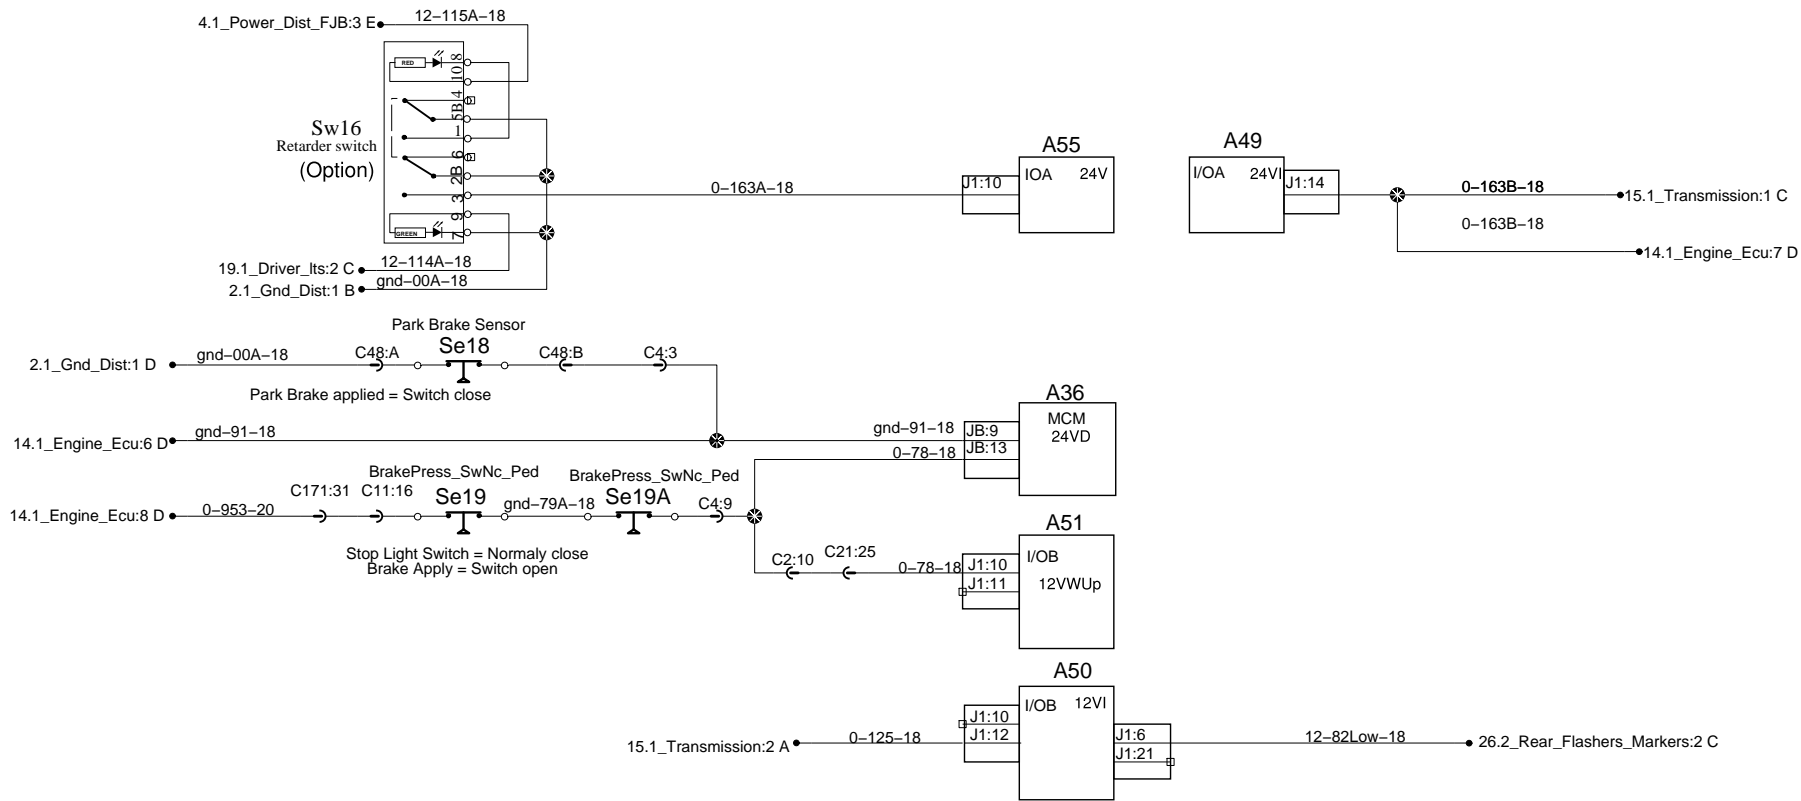 4.1_Power_Dist_FJB:3 E
12-115A-18
RED
8
10
4
5B
1
6
2B
3
9
7
GREEN
Sw16
Retarder switch
(Option)
19.1_Driver_lts:2 C
12-114A-18
2.1_Gnd_Dist:1 B
gnd-00A-18
0-163A-18
A55
J1:10
IOA
24V
A49
I/OA
24VI
J1:14
0-163B-18
15.1_Transmission:1 C
0-163B-18
14.1_Engine_Ecu:7 D
Park Brake Sensor
2.1_Gnd_Dist:1 D
gnd-00A-18
C48:A
Se18
C48:B
C4:3
Park Brake applied = Switch close
14.1_Engine_Ecu:6 D
gnd-91-18
gnd-91-18
JB:9
0-78-18
JB:13
A36
MCM
24VD
BrakePress_SwNc_Ped
BrakePress_SwNc_Ped
14.1_Engine_Ecu:8 D
0-953-20
C171:31
C11:16
Se19
gnd-79A-18
Se19A
C4:9
Stop Light Switch = Normaly close
Brake Apply = Switch open
C2:10
C21:25
0-78-18
A51
J1:10
J1:11
I/OB
12VWUp
A50
J1:10
J1:12
I/OB
12VI
15.1_Transmission:2 A
0-125-18
J1:6
J1:21
12-82Low-18
26.2_Rear_Flashers_Markers:2 C